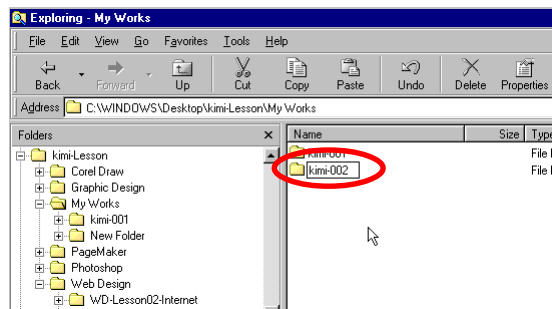 Exploring - My Works
File Edit View Go Favorites Tools Help
Back Forward Up Cut Copy Paste Undo Delete Properties
Address C:\WINDOWS\Desktop\kimi-Lesson\My Works
Folders
Name Size Type
kimi-Lesson
Corel Draw
Graphic Design
My Works
kimi-001
New Folder
PageMaker
Photoshop
Web Design
WD-Lesson02-Internet
kimi-001 File
kimi-002 File